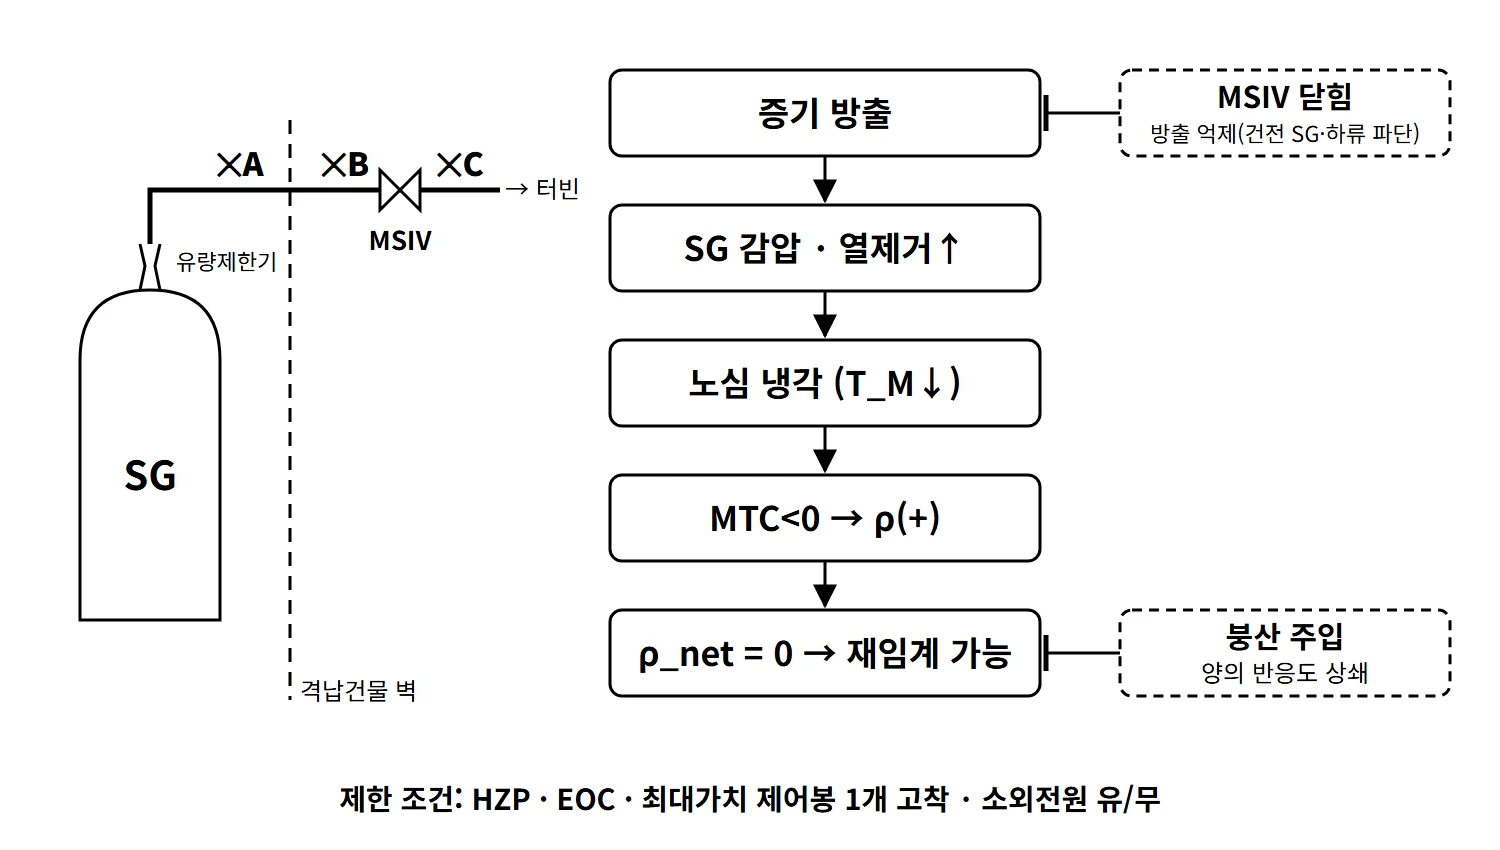 ╳A
╳B
╳C
→ 터빈
MSIV
유량제한기
SG
격납건물 벽
증기 방출
SG 감압 · 열제거↑
노심 냉각 (T_M↓)
MTC<0 → ρ(+)
ρ_net = 0 → 재임계 가능
MSIV 닫힘
방출 억제(건전 SG·하류 파단)
붕산 주입
양의 반응도 상쇄
제한 조건: HZP · EOC · 최대가치 제어봉 1개 고착 · 소외전원 유/무